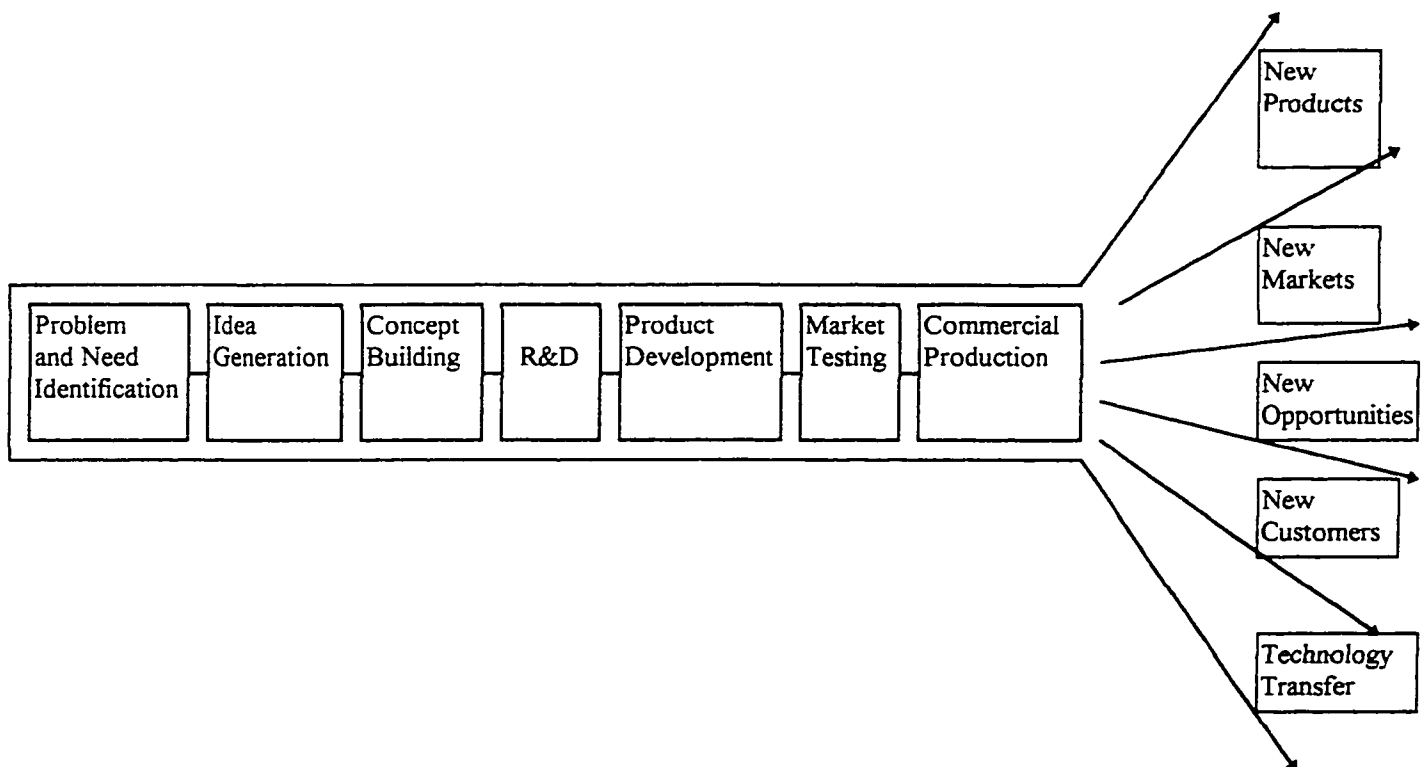 Problem
and Need
Identification
Idea
Generation
Concept
Building
R&D
Product
Development
Market
Testing
Commercial
Production
New
Products
New
Markets
New
Opportunities
New
Customers
Technology
Transfer